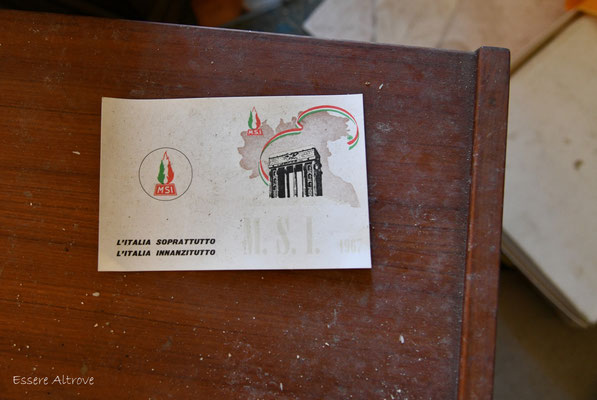 MSI
MSI
L'ITALIA SOPRATTUTTO
L'ITALIA INNANZITUTTO
M. S. I.
1967
Essere Altrove